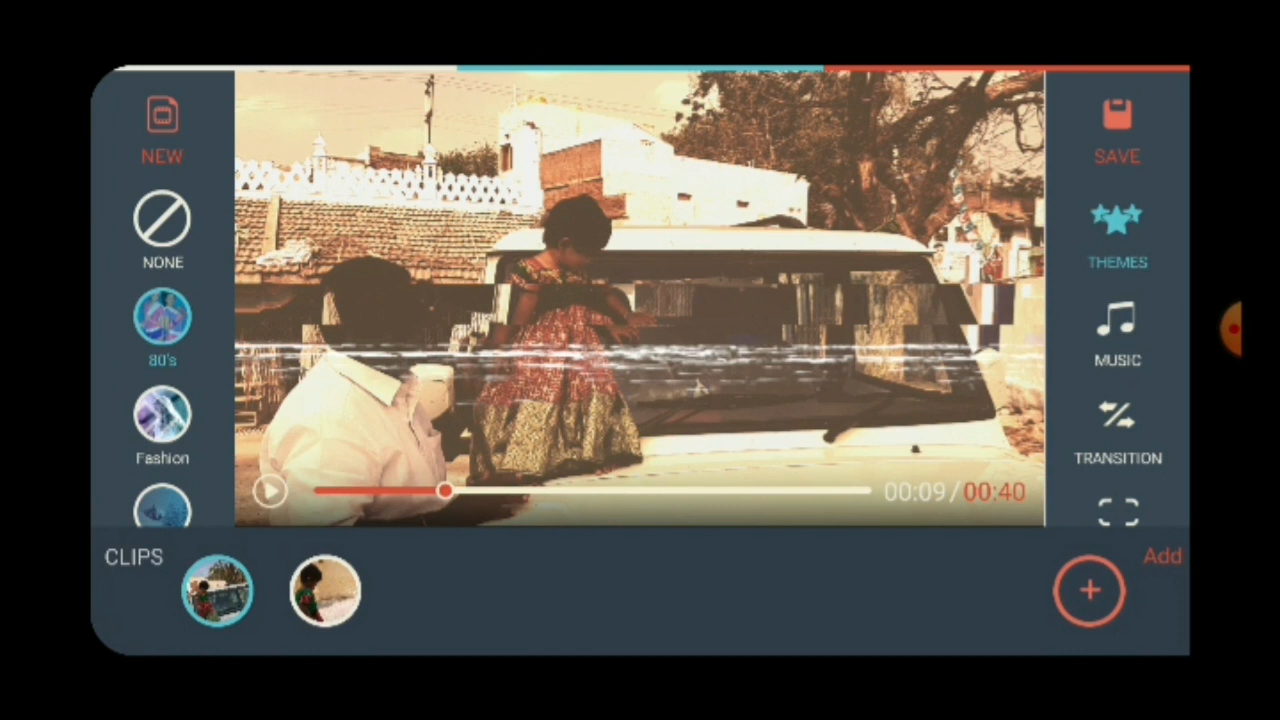 NEW
NONE
80's
Fashion
SAVE
THEMES
MUSIC
TRANSITION
00:09/00:40
CLIPS
Add